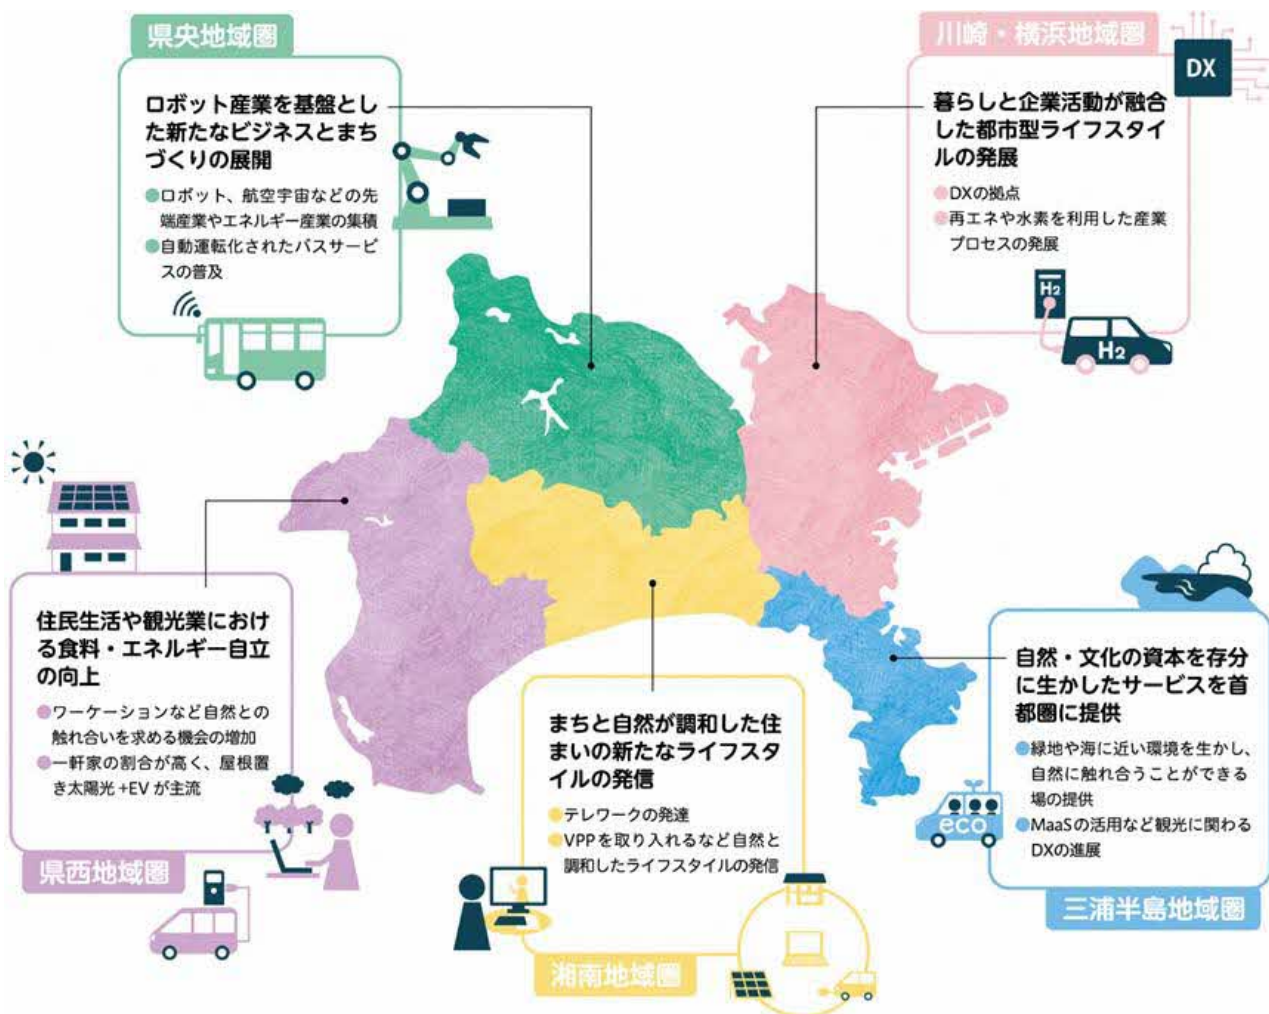 県央地域圏
ロボット産業を基盤とし
た新たなビジネスとまち
づくりの展開
●ロボット、航空宇宙などの先
端産業やエネルギー産業の集積
●自動運転化されたバスサービ
スの普及
川崎・横浜地域圏
DX
暮らしと企業活動が融合
した都市型ライフスタイ
ルの発展
●DXの拠点
●再エネや水素を利用した産業
プロセスの発展
H2
H2
住民生活や観光業におけ
る食料・エネルギー自立
の向上
●ワーケーションなど自然との
触れ合いを求める機会の増加
●一軒家の割合が高く、屋根置
き太陽光+EVが主流
県西地域圏
まちと自然が調和した住
まいの新たなライフスタ
イルの発信
●テレワークの発達
●VPPを取り入れるなど自然と
調和したライフスタイルの発信
湘南地域圏
自然・文化の資本を存分
に生かしたサービスを首
都圏に提供
●緑地や海に近い環境を生かし、
自然に触れ合うことができる
場の提供
●MaaSの活用など観光に関わる
DXの進展
eco
三浦半島地域圏